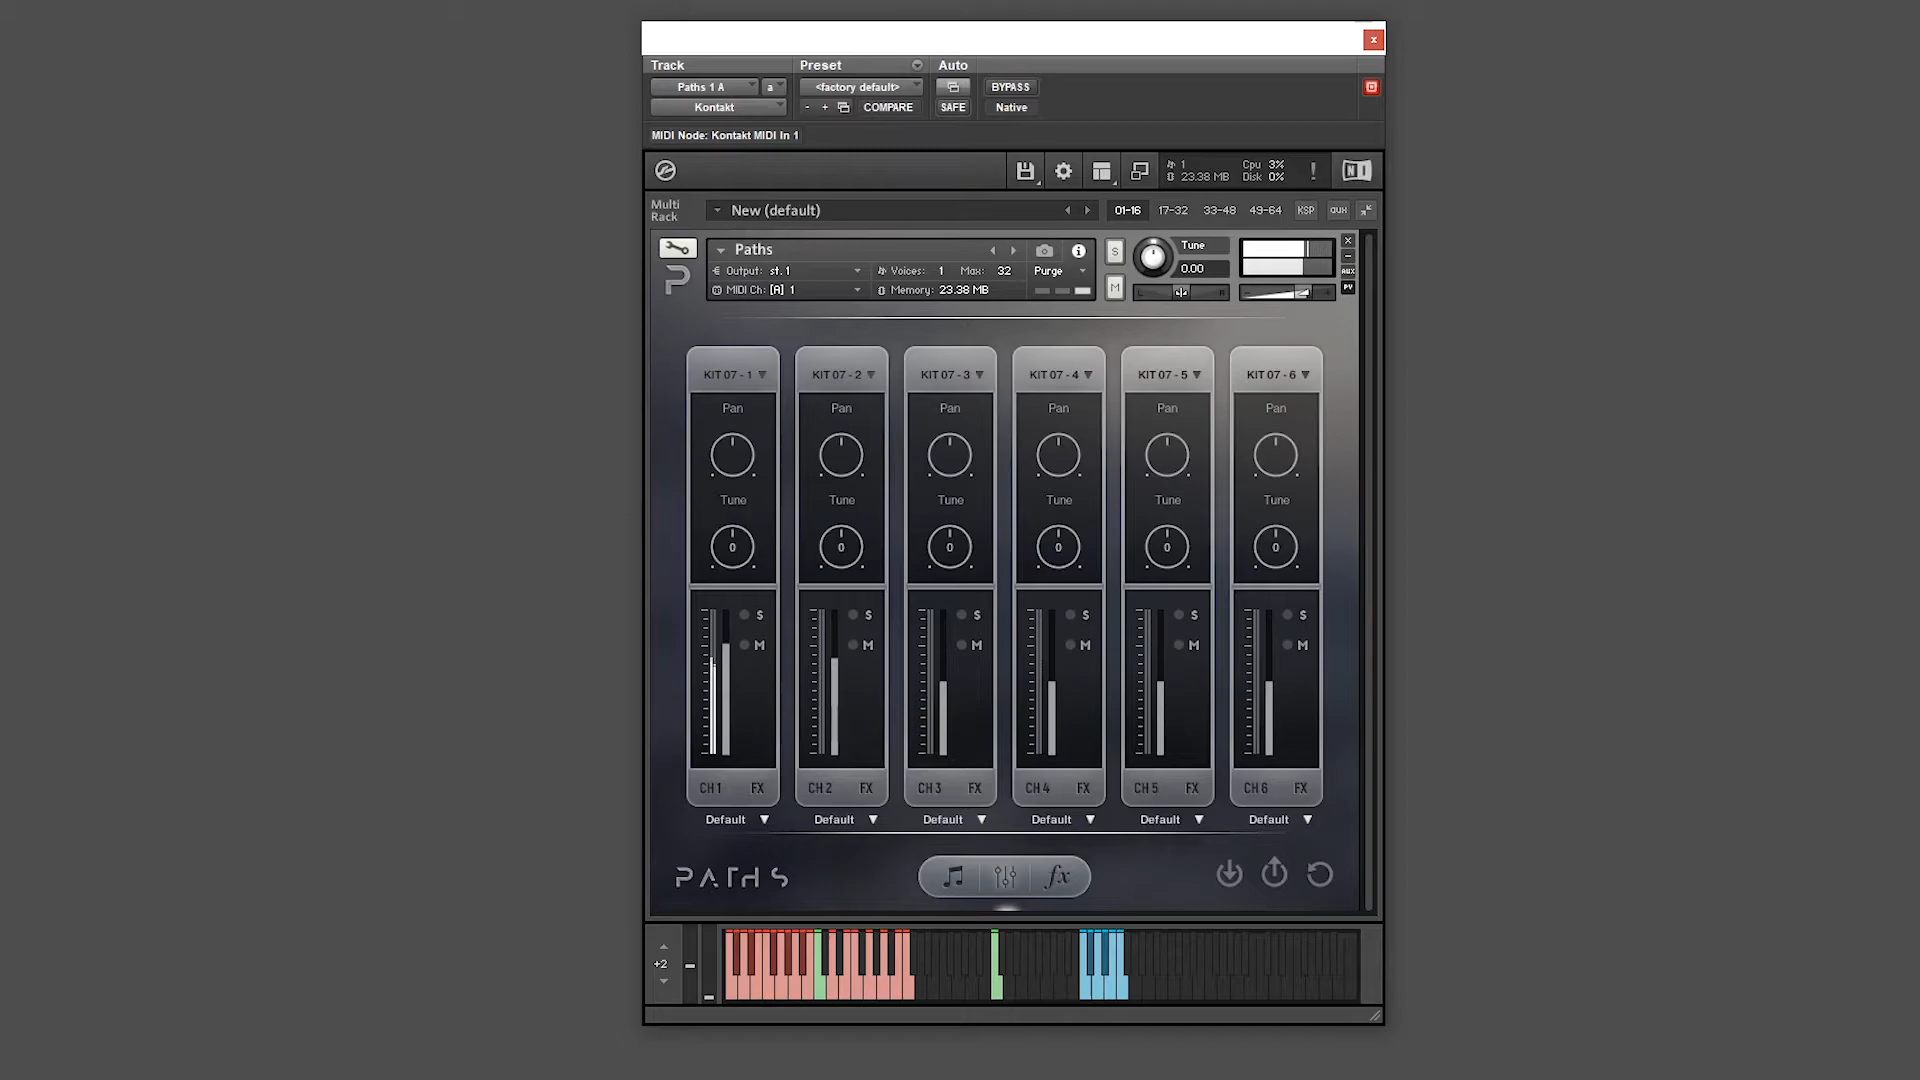 x
Track Preset Auto
Paths 1 A a <factory default> BYPASS
Kontakt - + COMPARE SAFE Native
MIDI Node: Kontakt MIDI In 1
1 Cpu 3%
23.38 MB Disk 0% ! NI
Multi Rack New (default) 01-16 17-32 33-48 49-64 KSP AUX
Paths i S Tune x
Output: st. 1 Voices: 1 Max: 32 Purge 0.00 AUX
MIDI Ch: [A] 1 Memory: 23.38 MB M L R - + PV
KIT 07 - 1 KIT 07 - 2 KIT 07 - 3 KIT 07 - 4 KIT 07 - 5 KIT 07 - 6
Pan Pan Pan Pan Pan Pan
Tune Tune Tune Tune Tune Tune
0 0 0 0 0 0
S S S S S S
M M M M M M
CH 1 FX CH 2 FX CH 3 FX CH 4 FX CH 5 FX CH 6 FX
Default Default Default Default Default Default
PATHS fx
+2